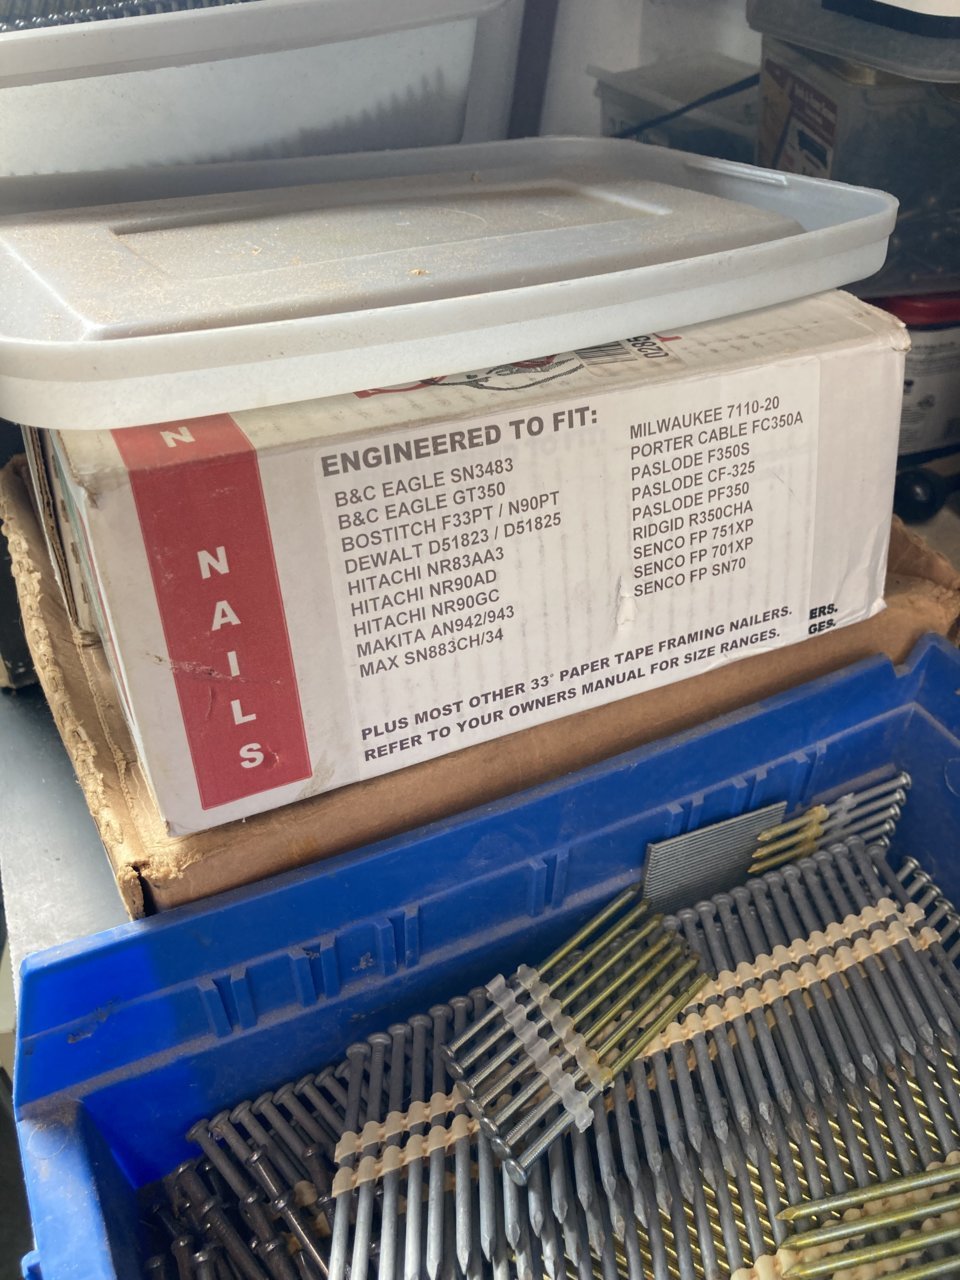 0285
N
NAILS
ENGINEERED TO FIT:
B&C EAGLE SN3483
B&C EAGLE GT350
BOSTITCH F33PT / N90PT
DEWALT D51823 / D51825
HITACHI NR83AA3
HITACHI NR90AD
HITACHI NR90GC
MAKITA AN942/943
MAX SN883CH/34
MILWAUKEE 7110-20
PORTER CABLE FC350A
PASLODE F350S
PASLODE CF-325
PASLODE PF350
RIDGID R350CHA
SENCO FP 751XP
SENCO FP 701XP
SENCO FP SN70
PLUS MOST OTHER 33° PAPER TAPE FRAMING NAILERS.
REFER TO YOUR OWNERS MANUAL FOR SIZE RANGES.
ERS.
GES.